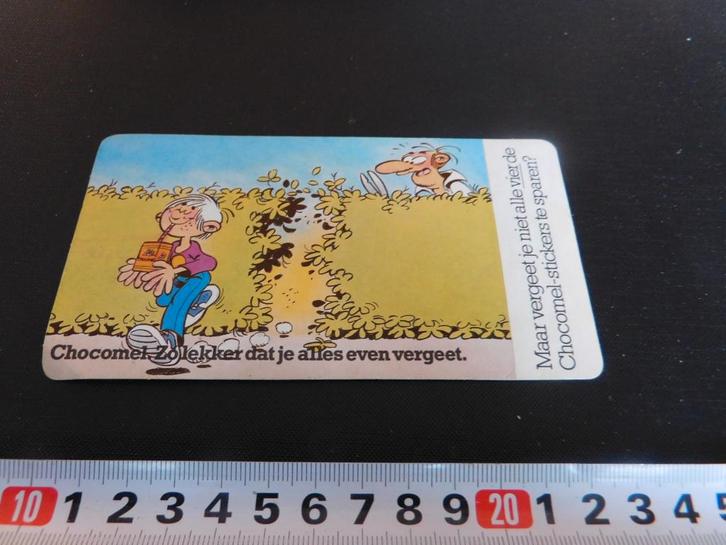 Chocomel. Zo lekker dat je alles even vergeet.
Maar vergeet je niet alle vier de
Chocomel-stickers te sparen?
10 1 2 3 4 5 6 7 8 9 20 1 2 3 4 5